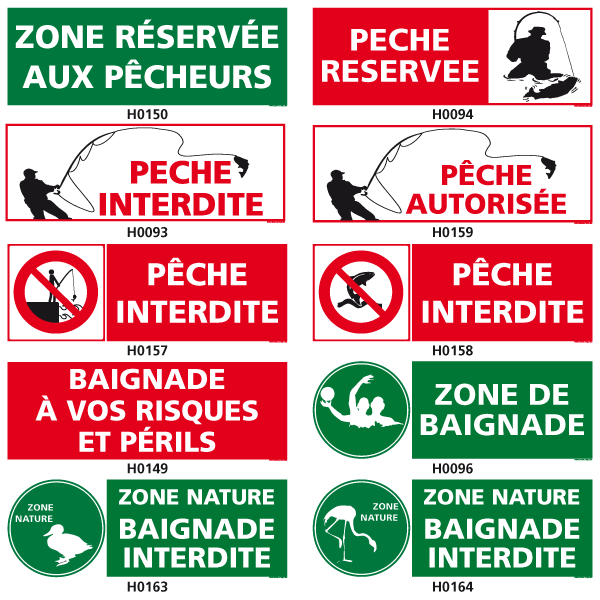 ZONE RÉSERVÉE
AUX PÊCHEURS
H0150
PECHE
RESERVEE
H0094
PECHE
INTERDITE
H0093
PÊCHE
AUTORISÉE
H0159
PÊCHE
INTERDITE
H0157
PÊCHE
INTERDITE
H0158
BAIGNADE
À VOS RISQUES
ET PÉRILS
H0149
ZONE DE
BAIGNADE
H0096
ZONE
NATURE
ZONE NATURE
BAIGNADE
INTERDITE
H0163
ZONE
NATURE
ZONE NATURE
BAIGNADE
INTERDITE
H0164